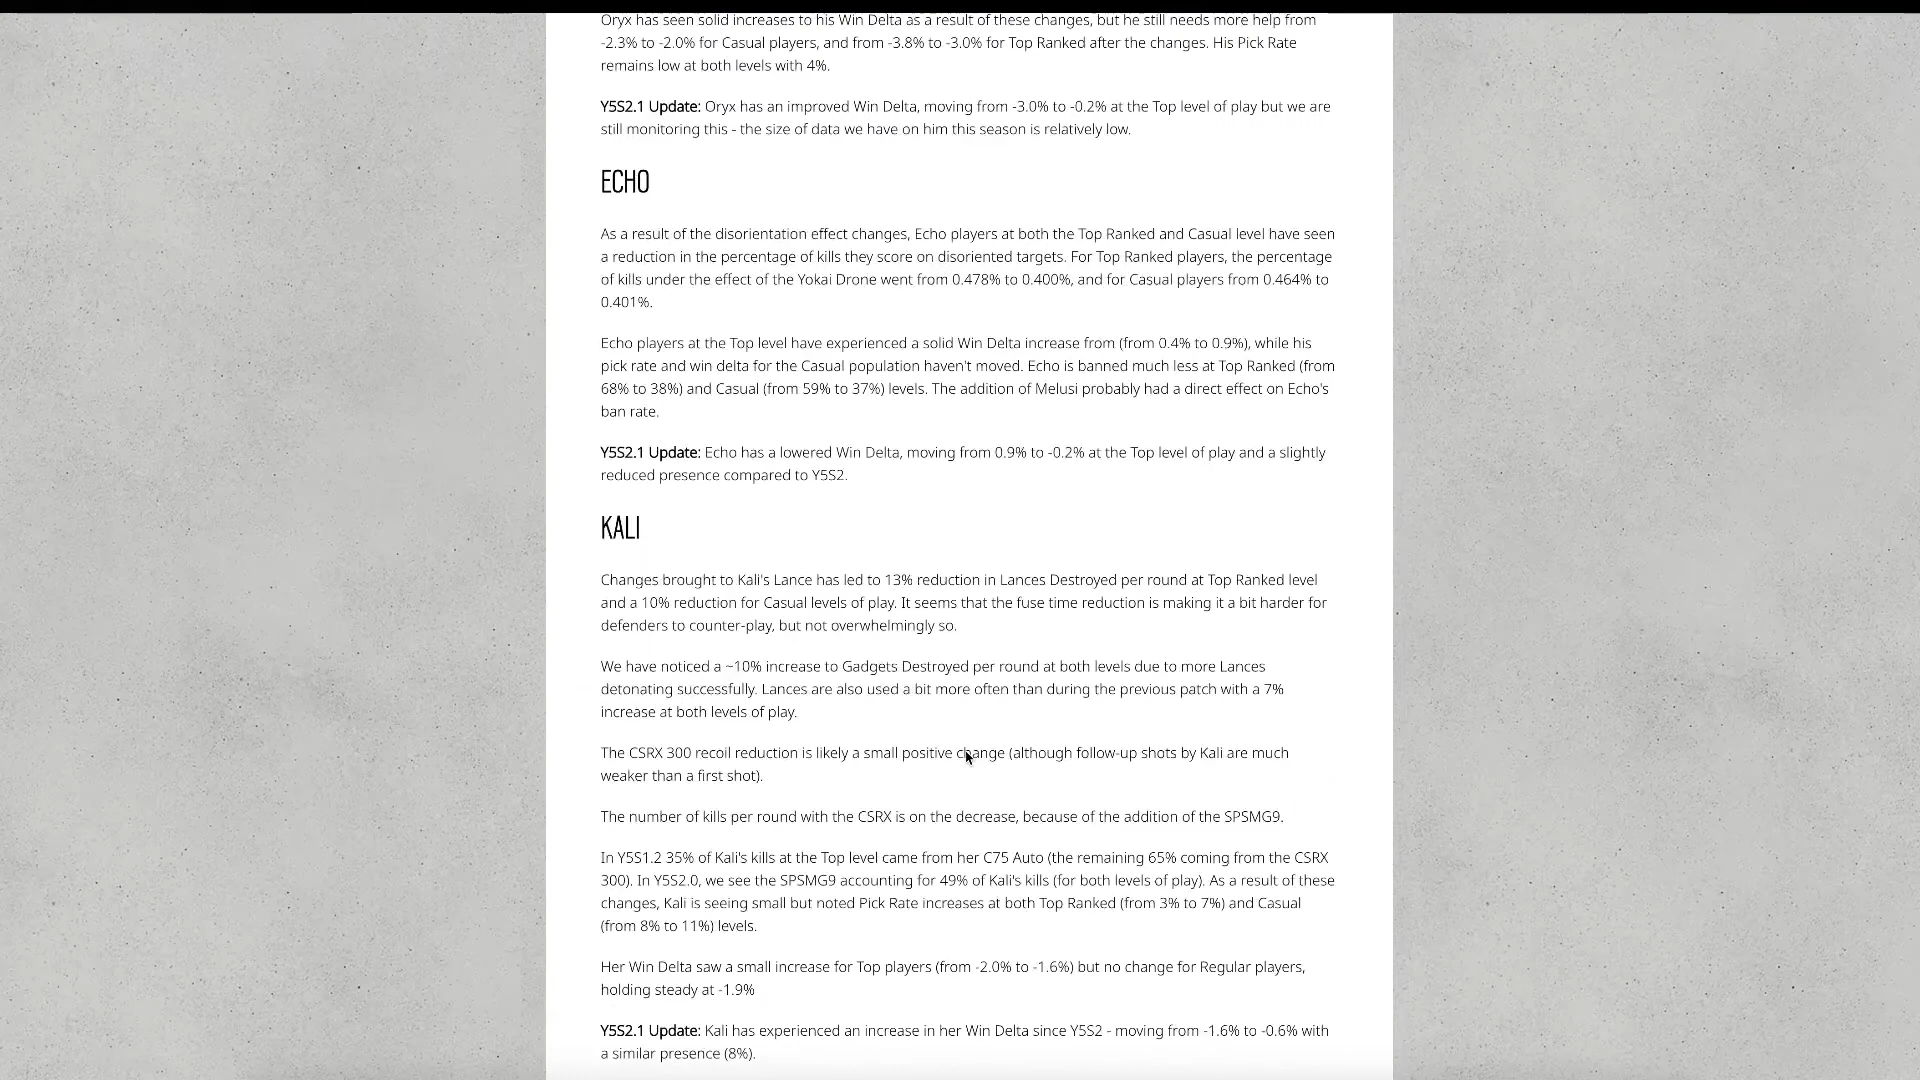 Oryx has seen solid increases to his Win Delta as a result of these changes, but he still needs more help from
-2.3% to -2.0% for Casual players, and from -3.8% to -3.0% for Top Ranked after the changes. His Pick Rate
remains low at both levels with 4%.
Y5S2.1 Update: Oryx has an improved Win Delta, moving from -3.0% to -0.2% at the Top level of play but we are
still monitoring this - the size of data we have on him this season is relatively low.
ECHO
As a result of the disorientation effect changes, Echo players at both the Top Ranked and Casual level have seen
a reduction in the percentage of kills they score on disoriented targets. For Top Ranked players, the percentage
of kills under the effect of the Yokai Drone went from 0.478% to 0.400%, and for Casual players from 0.464% to
0.401%.
Echo players at the Top level have experienced a solid Win Delta increase from (from 0.4% to 0.9%), while his
pick rate and win delta for the Casual population haven't moved. Echo is banned much less at Top Ranked (from
68% to 38%) and Casual (from 59% to 37%) levels. The addition of Melusi probably had a direct effect on Echo's
ban rate.
Y5S2.1 Update: Echo has a lowered Win Delta, moving from 0.9% to -0.2% at the Top level of play and a slightly
reduced presence compared to Y5S2.
KALI
Changes brought to Kali's Lance has led to 13% reduction in Lances Destroyed per round at Top Ranked level
and a 10% reduction for Casual levels of play. It seems that the fuse time reduction is making it a bit harder for
defenders to counter-play, but not overwhelmingly so.
We have noticed a ~10% increase to Gadgets Destroyed per round at both levels due to more Lances
detonating successfully. Lances are also used a bit more often than during the previous patch with a 7%
increase at both levels of play.
The CSRX 300 recoil reduction is likely a small positive change (although follow-up shots by Kali are much
weaker than a first shot).
The number of kills per round with the CSRX is on the decrease, because of the addition of the SPSMG9.
In Y5S1.2 35% of Kali's kills at the Top level came from her C75 Auto (the remaining 65% coming from the CSRX
300). In Y5S2.0, we see the SPSMG9 accounting for 49% of Kali's kills (for both levels of play). As a result of these
changes, Kali is seeing small but noted Pick Rate increases at both Top Ranked (from 3% to 7%) and Casual
(from 8% to 11%) levels.
Her Win Delta saw a small increase for Top players (from -2.0% to -1.6%) but no change for Regular players,
holding steady at -1.9%
Y5S2.1 Update: Kali has experienced an increase in her Win Delta since Y5S2 - moving from -1.6% to -0.6% with
a similar presence (8%).